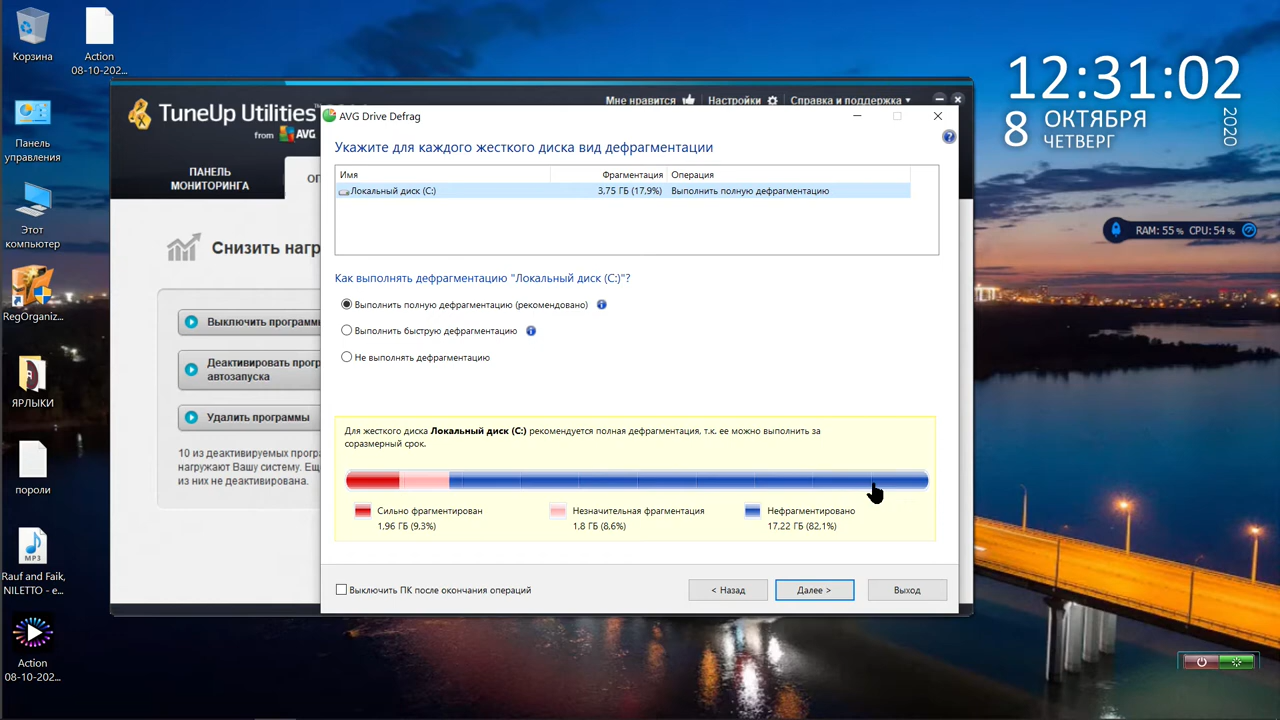 Корзина
Action
08-10-202...
Панель
управления
Этот
компьютер
RegOrganiz...
ЯРЛЫКИ
пороли
MP3
Rauf and Faik,
NILETTO - е...
Action
08-10-202...
TuneUp Utilities
from AVG
Мне нравится
Настройки
Справка и поддержка
ПАНЕЛЬ
МОНИТОРИНГА
ОП
Снизить наг
Выключить программ
Деактивировать прог
автозапуска
Удалить программы
10 из деактивируемых програ
нагружают Вашу систему. Ещ
из них не деактивирована.
AVG Drive Defrag
Укажите для каждого жесткого диска вид дефрагментации
Имя Фрагментация Операция
Локальный диск (C:) 3,75 ГБ (17,9%) Выполнить полную дефрагментацию
Как выполнять дефрагментацию "Локальный диск (C:)"?
Выполнить полную дефрагментацию (рекомендовано)
Выполнить быструю дефрагментацию
Не выполнять дефрагментацию
Для жесткого диска Локальный диск (C:) рекомендуется полная дефрагментация, т.к. ее можно выполнить за
соразмерный срок.
Сильно фрагментирован
1,96 ГБ (9.3%)
Незначительная фрагментация
1.8 ГБ (8,6%)
Нефрагментировано
17.22 ГБ (82,1%)
Выключить ПК после окончания операций
< Назад
Далее >
Выход
12:31:02
8 ОКТЯБРЯ
ЧЕТВЕРГ
2020
RAM: 55 % CPU: 54 %